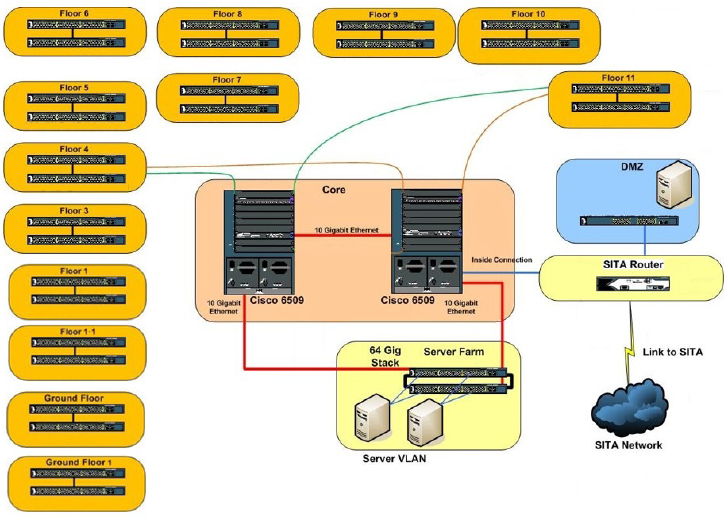 Floor 6
Floor 8
Floor 9
Floor 10
Floor 5
Floor 7
Floor 11
Floor 4
Floor 3
Floor 1
Floor 1-1
Ground Floor
Ground Floor 1
Core
10 Gigabit Ethernet
Cisco 6509
Cisco 6509
10 Gigabit
Ethernet
10 Gigabit
Ethernet
Inside Connection
DMZ
SITA Router
Link to SITA
SITA Network
64 Gig
Stack
Server Farm
Server VLAN